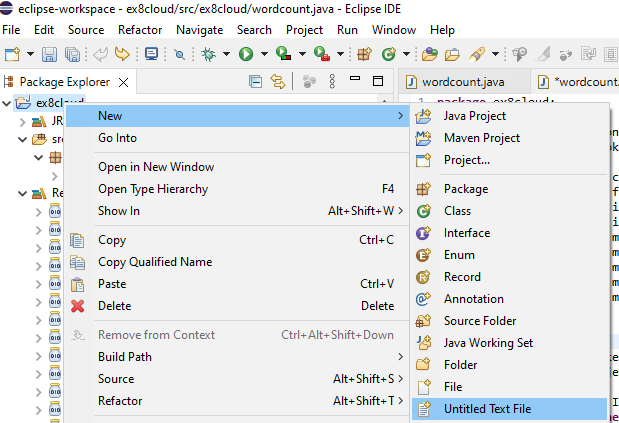 eclipse-workspace - ex8cloud/src/ex8cloud/wordcount.java - Eclipse IDE
File Edit Source Refactor Navigate Search Project Run Window Help
Package Explorer
wordcount.java
*wordcount.
ex8cloud
1 package ex8cloud;
JR
src
Re
New
Go Into
Open in New Window
Open Type Hierarchy F4
Show In Alt+Shift+W
Copy Ctrl+C
Copy Qualified Name
Paste Ctrl+V
Delete Delete
Remove from Context Ctrl+Alt+Shift+Down
Build Path
Source Alt+Shift+S
Refactor Alt+Shift+T
Java Project
Maven Project
Project...
Package
Class
Interface
Enum
Record
Annotation
Source Folder
Java Working Set
Folder
File
Untitled Text File